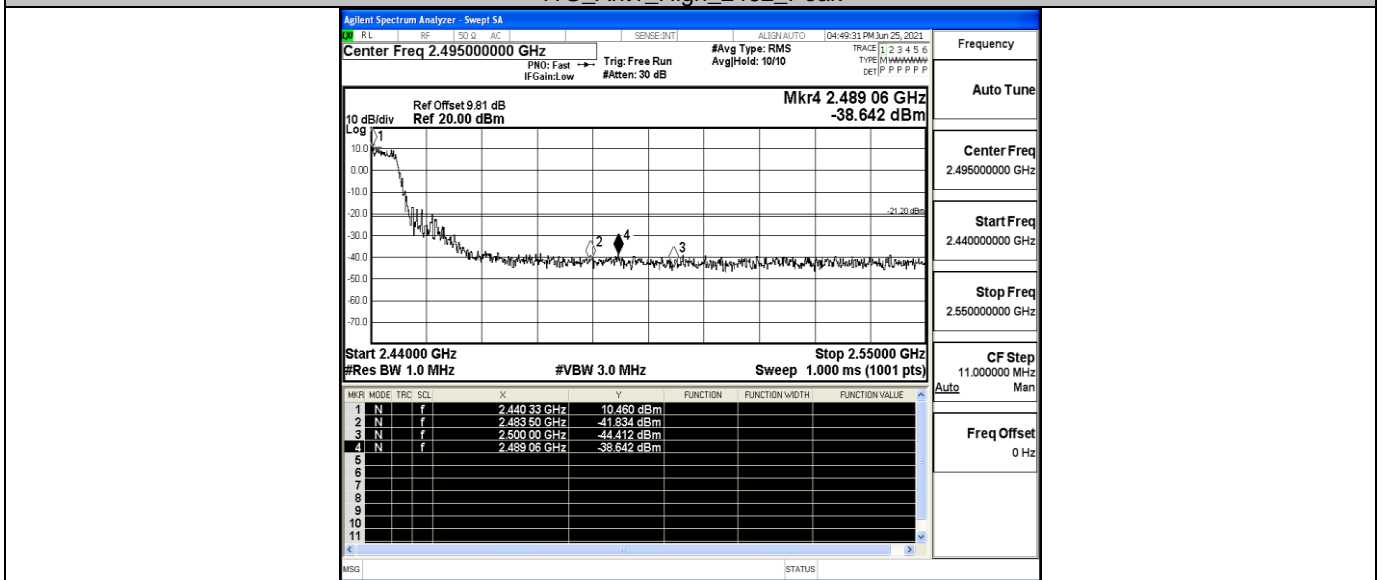 Agilent Spectrum Analyzer - Swept SA
RL RF 50 Ω AC SENSE:INT ALIGN AUTO 04:49:31 PM Jun 25, 2021
Center Freq 2.495000000 GHz
PNO: Fast
IFGain:Low
Trig: Free Run
#Atten: 30 dB
#Avg Type: RMS
Avg|Hold: 10/10
TRACE 1 2 3 4 5 6
TYPE M
DET P P P P P P
Frequency
Auto Tune
Center Freq
2.495000000 GHz
Start Freq
2.440000000 GHz
Stop Freq
2.550000000 GHz
CF Step
11.000000 MHz
Auto Man
Freq Offset
0 Hz
Ref Offset 9.81 dB
10 dB/div Ref 20.00 dBm
Log
Mkr4 2.489 06 GHz
-38.642 dBm
10.0
0.00
-10.0
-20.0
-30.0
-40.0
-50.0
-60.0
-70.0
1
2
4
3
-21.20 dBm
Start 2.44000 GHz Stop 2.55000 GHz
#Res BW 1.0 MHz #VBW 3.0 MHz Sweep 1.000 ms (1001 pts)
MKR MODE TRC SCL X Y FUNCTION FUNCTION WIDTH FUNCTION VALUE
1 N f 2.440 33 GHz 10.460 dBm
2 N f 2.483 50 GHz -41.834 dBm
3 N f 2.500 00 GHz -44.412 dBm
4 N f 2.489 06 GHz -38.642 dBm
5
6
7
8
9
10
11
MSG STATUS